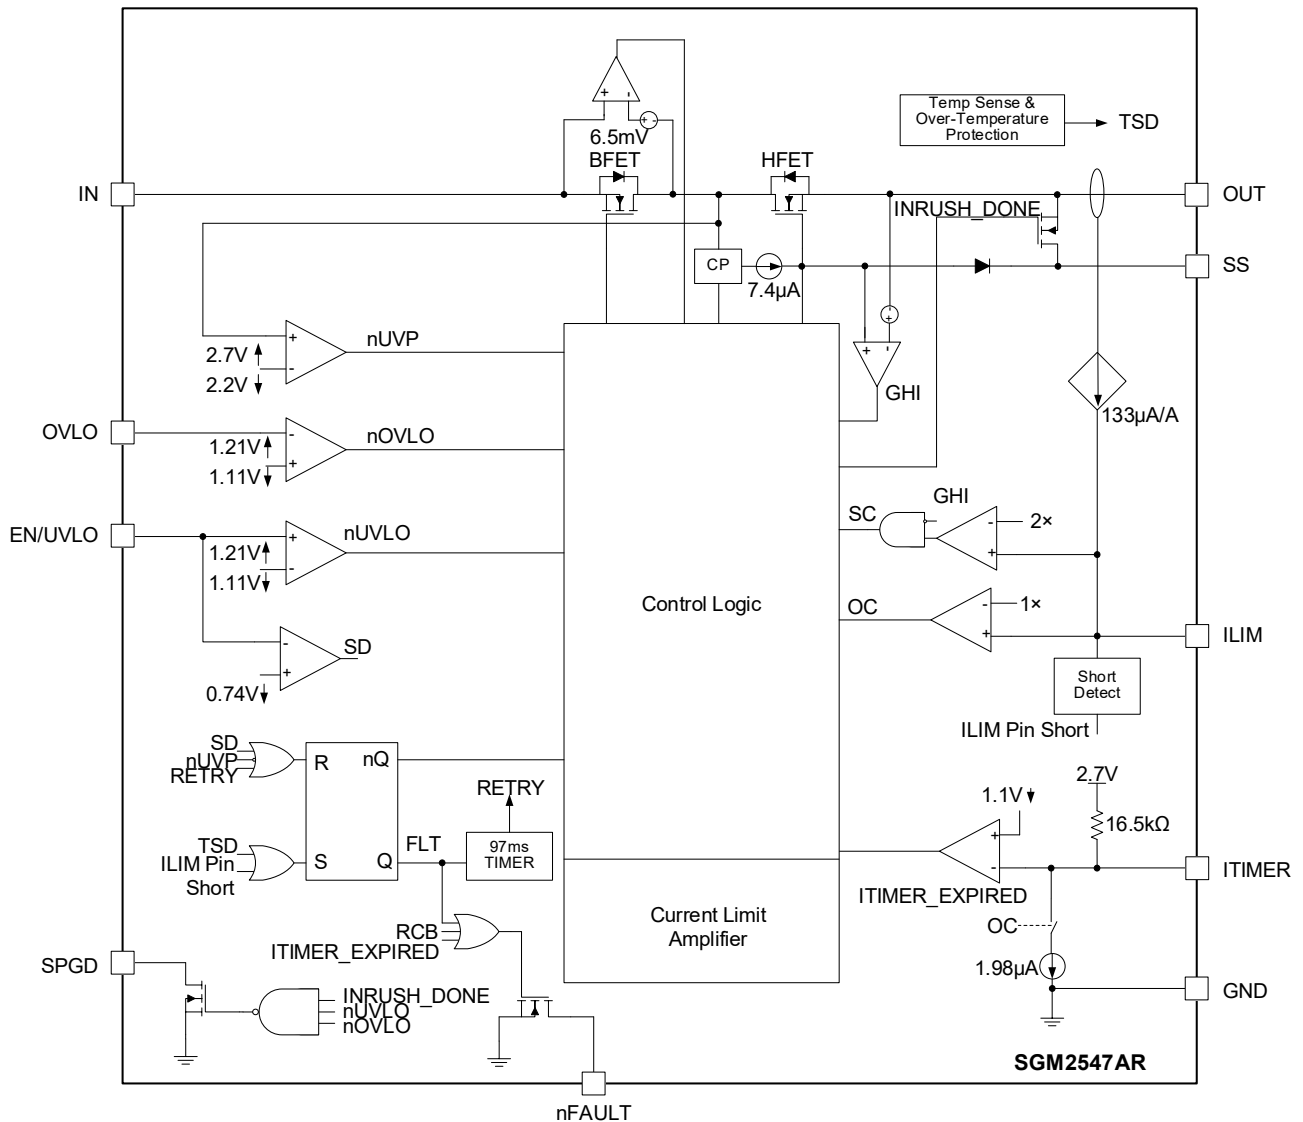 Temp Sense &
Over-Temperature
Protection
TSD
+
-
+ -
6.5mV
BFET
HFET
IN
OUT
INRUSH_DONE
CP
7.4μA
SS
+
+
-
GHI
+
nUVP
2.7V
-
2.2V
133μA/A
OVLO
-
nOVLO
1.21V
+
1.11V
GHI
SC
-
2×
+
EN/UVLO
+
nUVLO
1.21V
-
1.11V
Control Logic
OC
-
1×
+
ILIM
-
SD
+
0.74V
Short
Detect
ILIM Pin Short
SD
nUVP
RETRY
R
nQ
RETRY
2.7V
1.1V
16.5kΩ
TSD
ILIM Pin
Short
S
Q
FLT
97ms
TIMER
+
-
ITIMER
ITIMER_EXPIRED
Current Limit
Amplifier
RCB
ITIMER_EXPIRED
OC
1.98μA
SPGD
INRUSH_DONE
nUVLO
nOVLO
GND
SGM2547AR
nFAULT